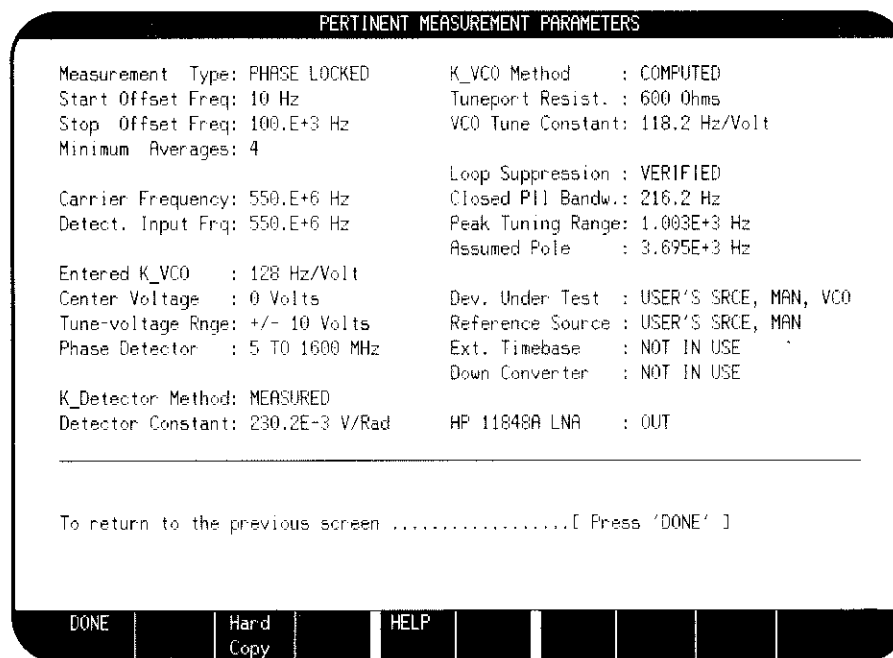 PERTINENT MEASUREMENT PARAMETERS
Measurement Type: PHASE LOCKED
Start Offset Freq: 10 Hz
Stop Offset Freq: 100.E+3 Hz
Minimum Averages: 4
Carrier Frequency: 550.E+6 Hz
Detect. Input Frq: 550.E+6 Hz
Entered K_VCO : 128 Hz/Volt
Center Voltage : 0 Volts
Tune-voltage Rnge: +/- 10 Volts
Phase Detector : 5 TO 1600 MHz
K_Detector Method: MEASURED
Detector Constant: 230.2E-3 V/Rad
K_VCO Method : COMPUTED
Tuneport Resist. : 600 Ohms
VCO Tune Constant: 118.2 Hz/Volt
Loop Suppression : VERIFIED
Closed Pll Bandw.: 216.2 Hz
Peak Tuning Range: 1.003E+3 Hz
Assumed Pole : 3.695E+3 Hz
Dev. Under Test : USER'S SRCE, MAN, VCO
Reference Source : USER'S SRCE, MAN
Ext. Timebase : NOT IN USE
Down Converter : NOT IN USE
HP 11848A LNA : OUT
To return to the previous screen ..................[ Press 'DONE' ]
DONE
Hard
Copy
HELP